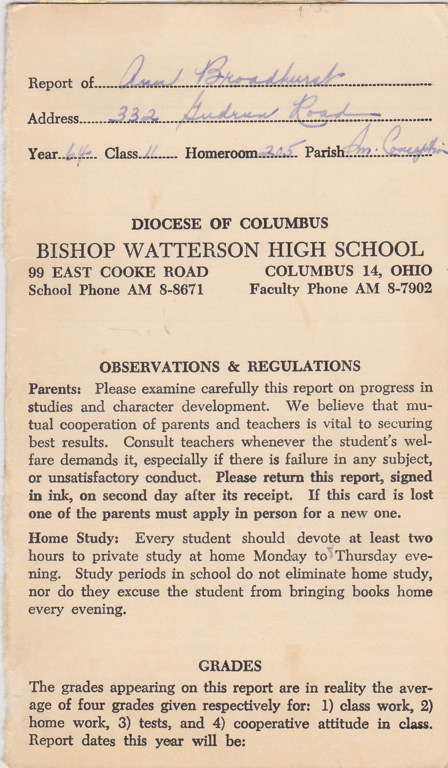 Report of Ann Broadhurst
Address 332 Gudrun Road
Year 64 Class 11 Homeroom 205 Parish Im. Conception
DIOCESE OF COLUMBUS
BISHOP WATTERSON HIGH SCHOOL
99 EAST COOKE ROAD COLUMBUS 14, OHIO
School Phone AM 8-8671 Faculty Phone AM 8-7902
OBSERVATIONS & REGULATIONS
Parents: Please examine carefully this report on progress in
studies and character development. We believe that mu-
tual cooperation of parents and teachers is vital to securing
best results. Consult teachers whenever the student's wel-
fare demands it, especially if there is failure in any subject,
or unsatisfactory conduct. Please return this report, signed
in ink, on second day after its receipt. If this card is lost
one of the parents must apply in person for a new one.
Home Study: Every student should devote at least two
hours to private study at home Monday to Thursday eve-
ning. Study periods in school do not eliminate home study,
nor do they excuse the student from bringing books home
every evening.
GRADES
The grades appearing on this report are in reality the aver-
age of four grades given respectively for: 1) class work, 2)
home work, 3) tests, and 4) cooperative attitude in class.
Report dates this year will be: